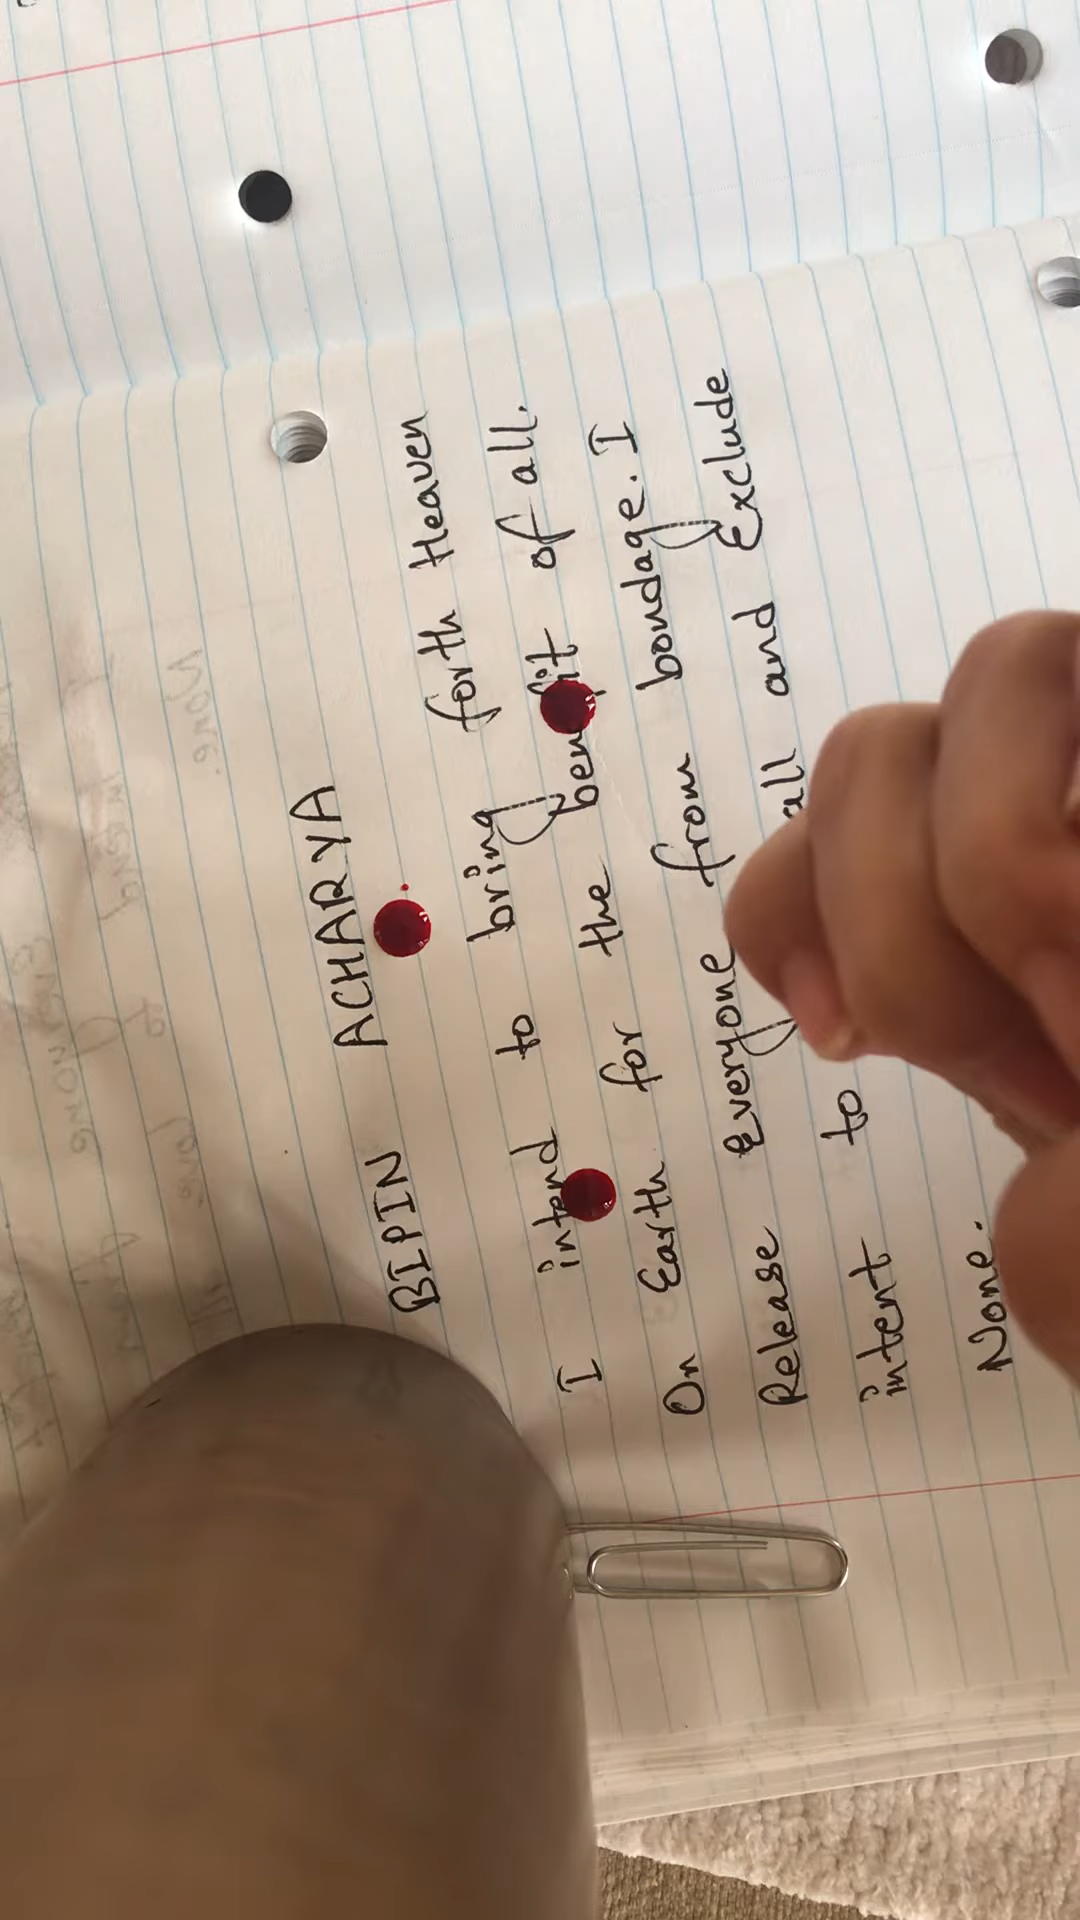 BIPIN ACHARYA
I intend to bring forth Heaven
On Earth for the benefit of all.
Release Everyone from bondage. I
intent to all and Exclude
None.